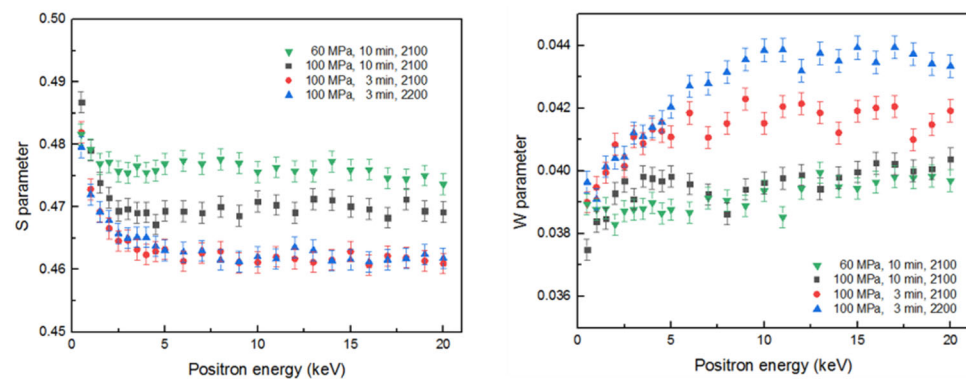 0.50
0.49
0.48
0.47
0.46
0.45
S parameter
60 MPa, 10 min, 2100
100 MPa, 10 min, 2100
100 MPa, 3 min, 2100
100 MPa, 3 min, 2200
0 5 10 15 20
Positron energy (keV)
0.044
0.042
0.040
0.038
0.036
W parameter
60 MPa, 10 min, 2100
100 MPa, 10 min, 2100
100 MPa, 3 min, 2100
100 MPa, 3 min, 2200
0 5 10 15 20
Positron energy (keV)